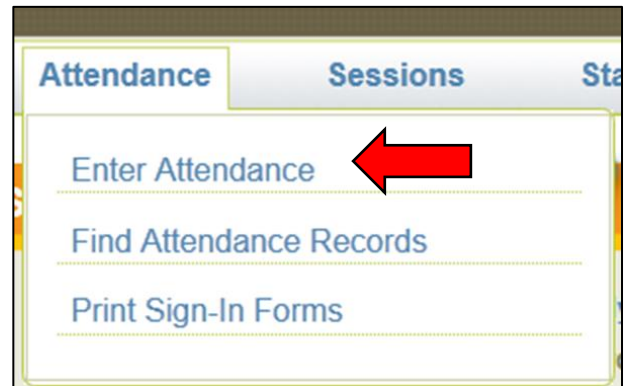 Attendance Sessions
Enter Attendance
Find Attendance Records
Print Sign-In Forms